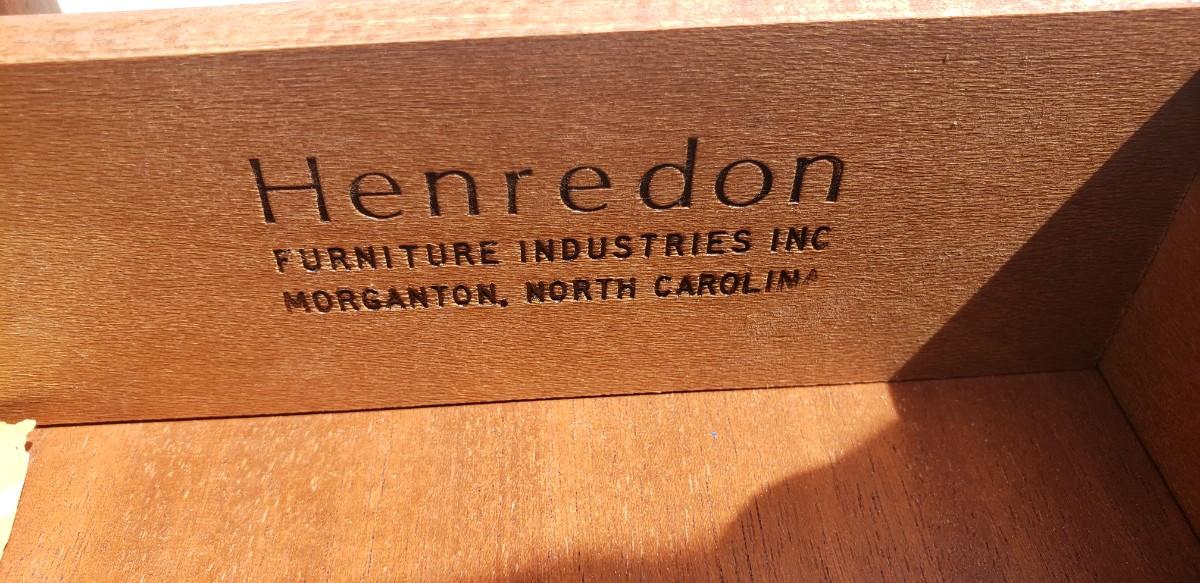 Henredon
FURNITURE INDUSTRIES INC
MORGANTON, NORTH CAROLINA